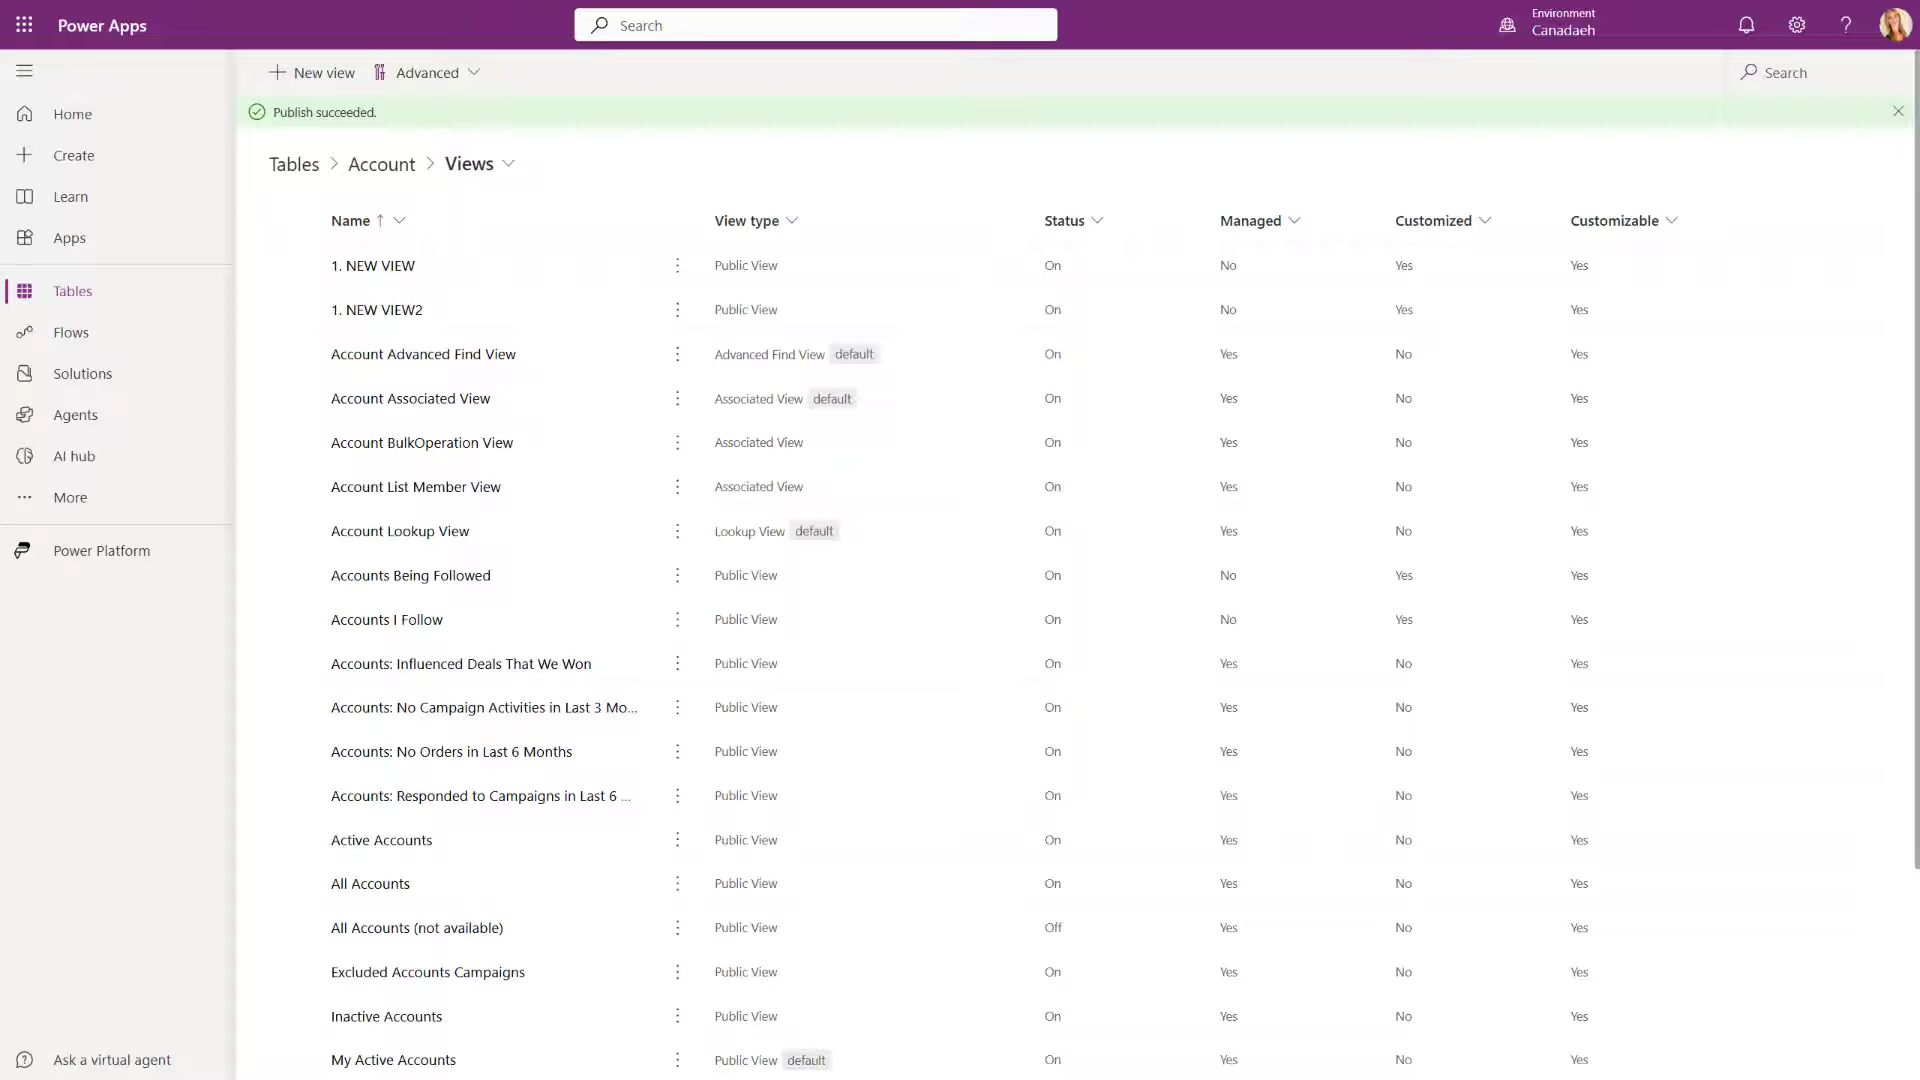 Power Apps
Search
Environment
Canadaeh
New view
Advanced
Search
Publish succeeded.
Home
Create
Learn
Apps
Tables
Flows
Solutions
Agents
AI hub
More
Power Platform
Ask a virtual agent
Tables > Account > Views
Name View type Status Managed Customized Customizable
1. NEW VIEW Public View On No Yes Yes
1. NEW VIEW2 Public View On No Yes Yes
Account Advanced Find View Advanced Find View default On Yes No Yes
Account Associated View Associated View default On Yes No Yes
Account BulkOperation View Associated View On Yes No Yes
Account List Member View Associated View On Yes No Yes
Account Lookup View Lookup View default On Yes No Yes
Accounts Being Followed Public View On No Yes Yes
Accounts I Follow Public View On No Yes Yes
Accounts: Influenced Deals That We Won Public View On Yes No Yes
Accounts: No Campaign Activities in Last 3 Mo... Public View On Yes No Yes
Accounts: No Orders in Last 6 Months Public View On Yes No Yes
Accounts: Responded to Campaigns in Last 6 ... Public View On Yes No Yes
Active Accounts Public View On Yes No Yes
All Accounts Public View On Yes No Yes
All Accounts (not available) Public View Off Yes No Yes
Excluded Accounts Campaigns Public View On Yes No Yes
Inactive Accounts Public View On Yes No Yes
My Active Accounts Public View default On Yes No Yes